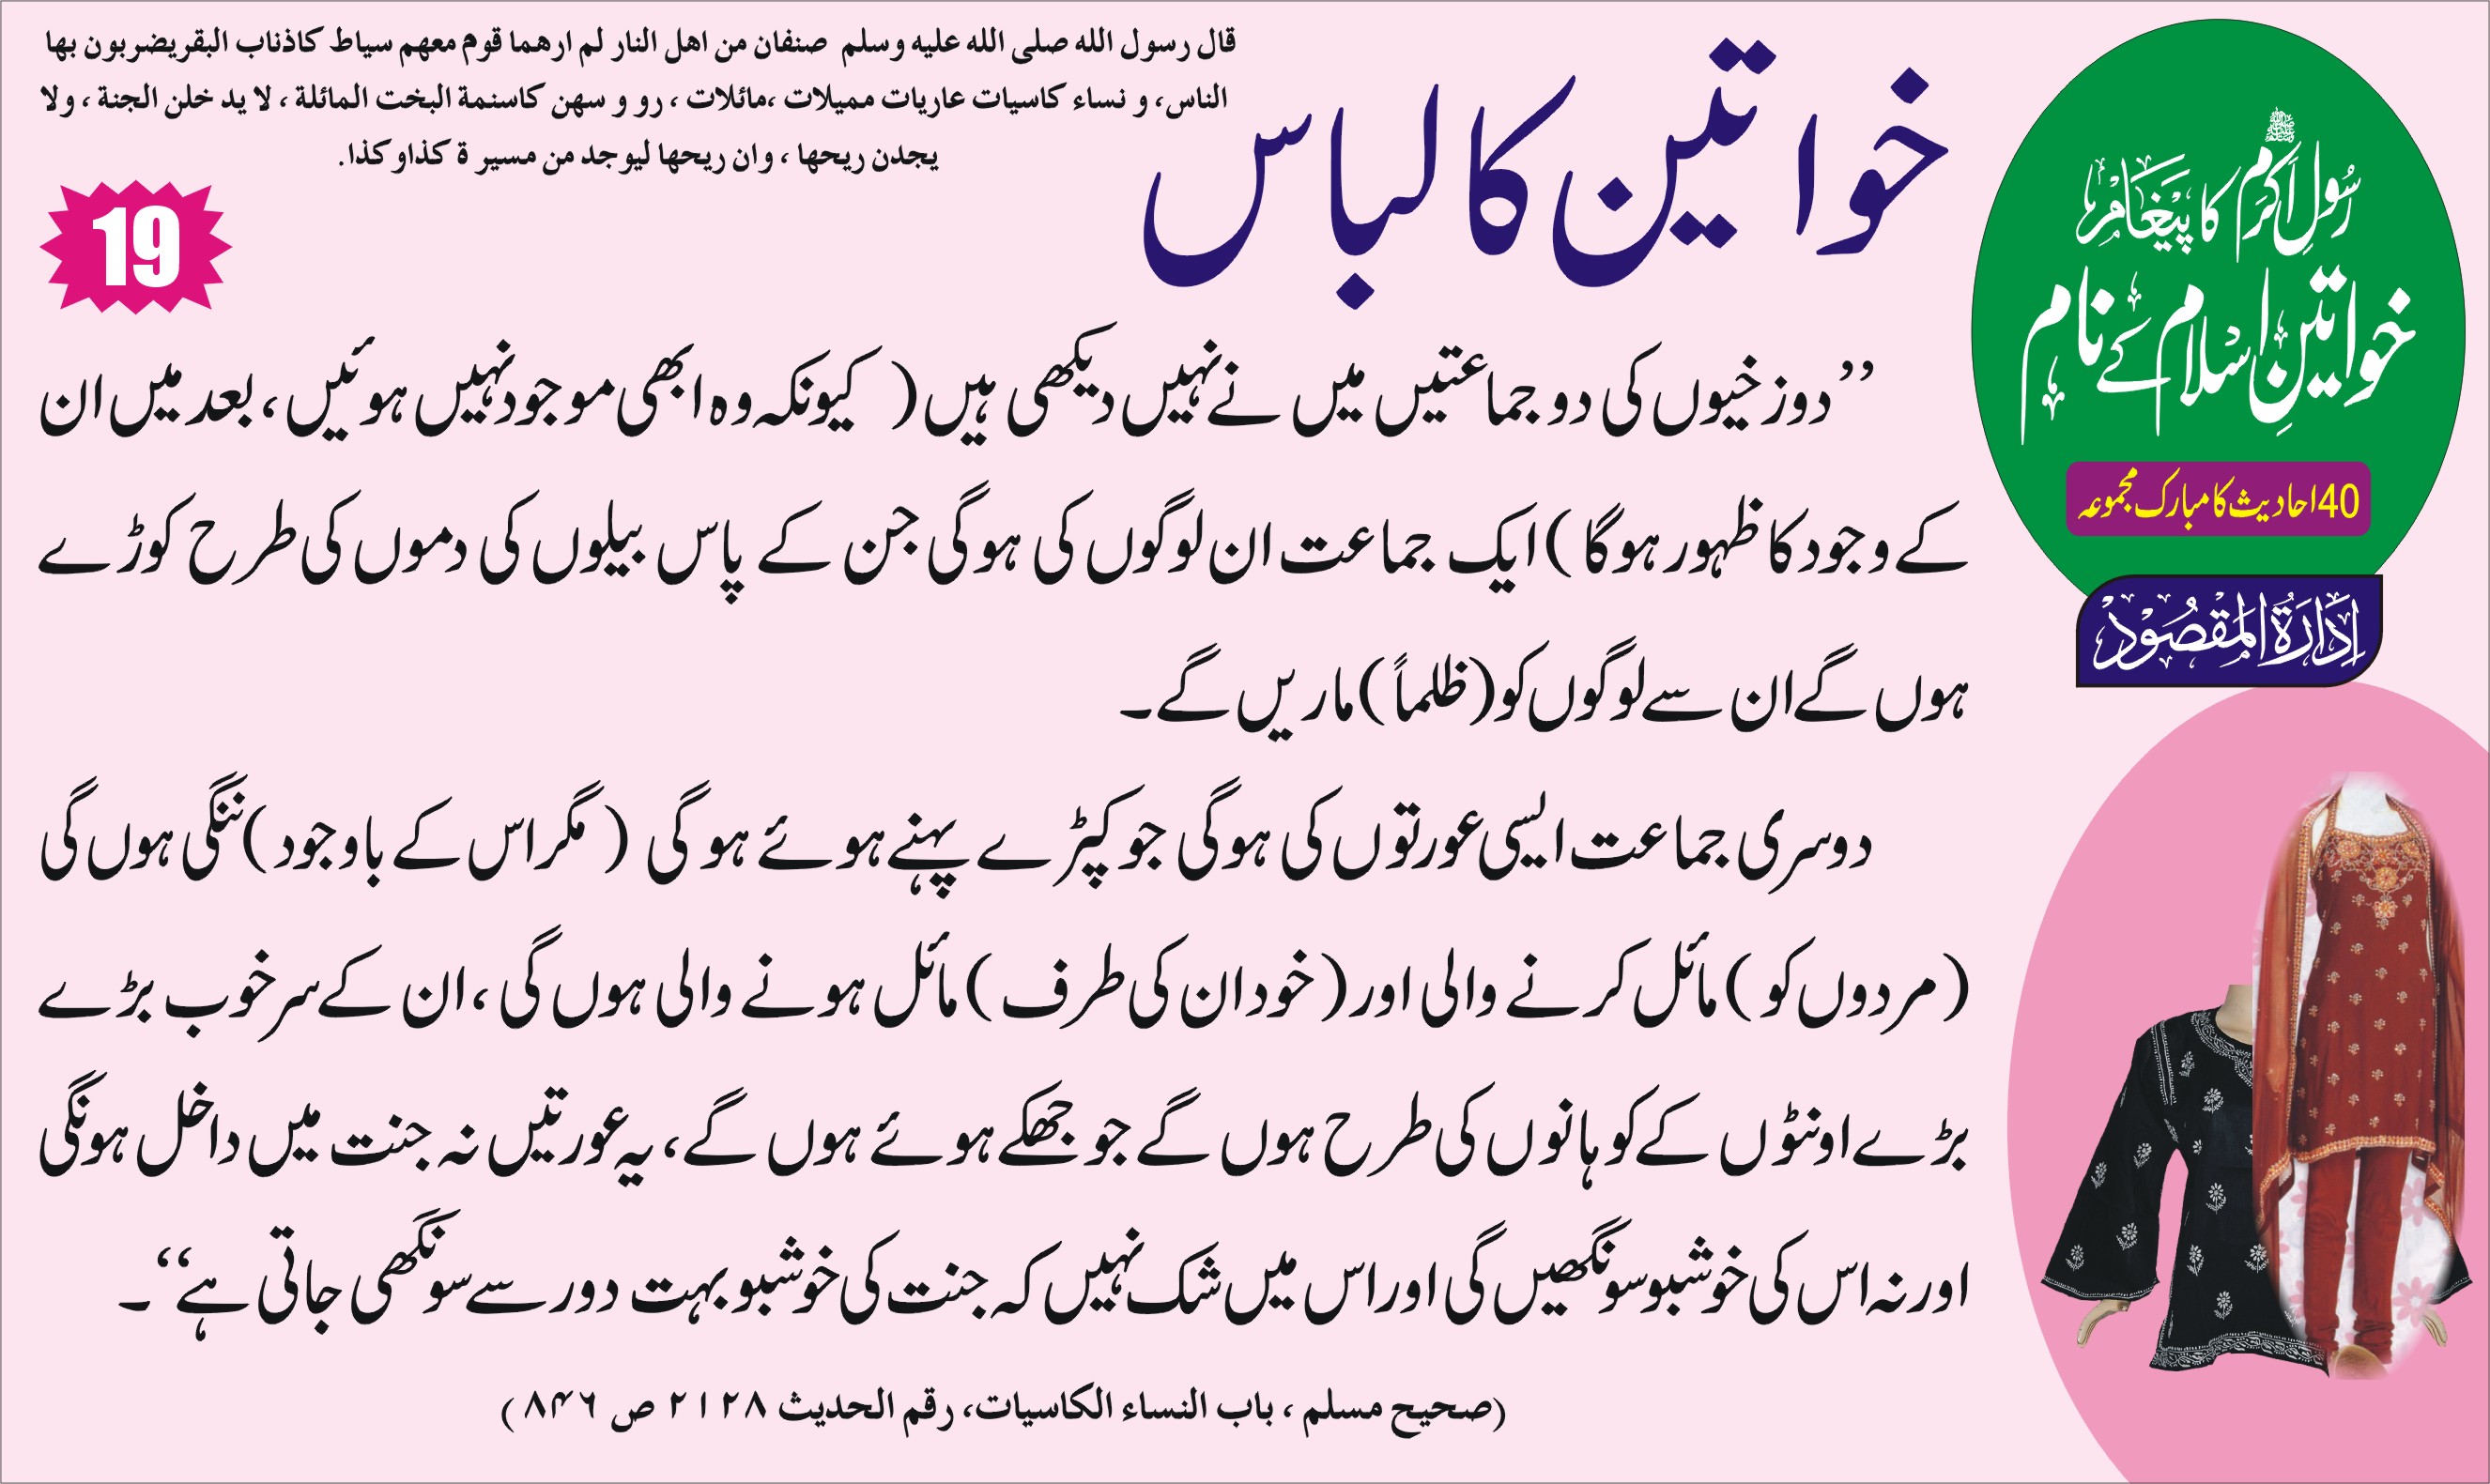 قال رسول الله صلى الله عليه وسلم صنفان من اهل النار لم ارهما قوم معهم سياط كاذناب البقريضربون بها
الناس، و نساء كاسيات عاريات مميلات ،مائلات ، رو و سهن كاسنمة البخت المائلة ، لا يد خلن الجنة ، ولا
يجدن ريحها ، وان ريحها ليوجد من مسير ة كذاوكذا.
خواتین کا لباس
19
ﷺ
رسولِ اکرم کا پیغام
خواتینِ اسلام کے نام
40 احادیث کا مبارک مجموعہ
اِدَارَۃُ المَقصُود
’’دوزخیوں کی دو جماعتیں میں نے نہیں دیکھی ہیں ( کیونکہ وہ ابھی موجود نہیں ہوئیں، بعد میں ان
کے وجود کا ظہور ہوگا ) ایک جماعت ان لوگوں کی ہوگی جن کے پاس بیلوں کی دموں کی طرح کوڑے
ہوں گے ان سے لوگوں کو (ظلماً) ماریں گے۔
دوسری جماعت ایسی عورتوں کی ہوگی جو کپڑے پہنے ہوئے ہوگی ( مگر اس کے باوجود ) ننگی ہوں گی
( مردوں کو ) مائل کرنے والی اور ( خود ان کی طرف ) مائل ہونے والی ہوں گی ، ان کے سر خوب بڑے
بڑے اونٹوں کے کوہانوں کی طرح ہوں گے جو جھکے ہوئے ہوں گے، یہ عورتیں نہ جنت میں داخل ہونگی
اور نہ اس کی خوشبو سونگھیں گی اور اس میں شک نہیں کہ جنت کی خوشبو بہت دور سے سونگھی جاتی ہے‘‘۔
(صحیح مسلم ، باب النساء الکاسیات، رقم الحدیث ۲۱۲۸ ص ۸۴۶)